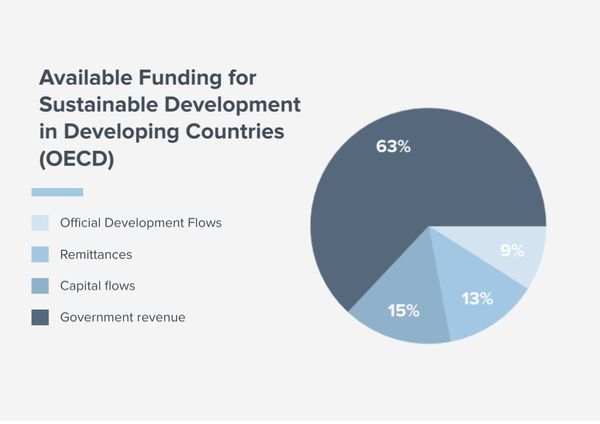 Available Funding for
Sustainable Development
in Developing Countries
(OECD)
Official Development Flows
Remittances
Capital flows
Government revenue
63%
9%
13%
15%